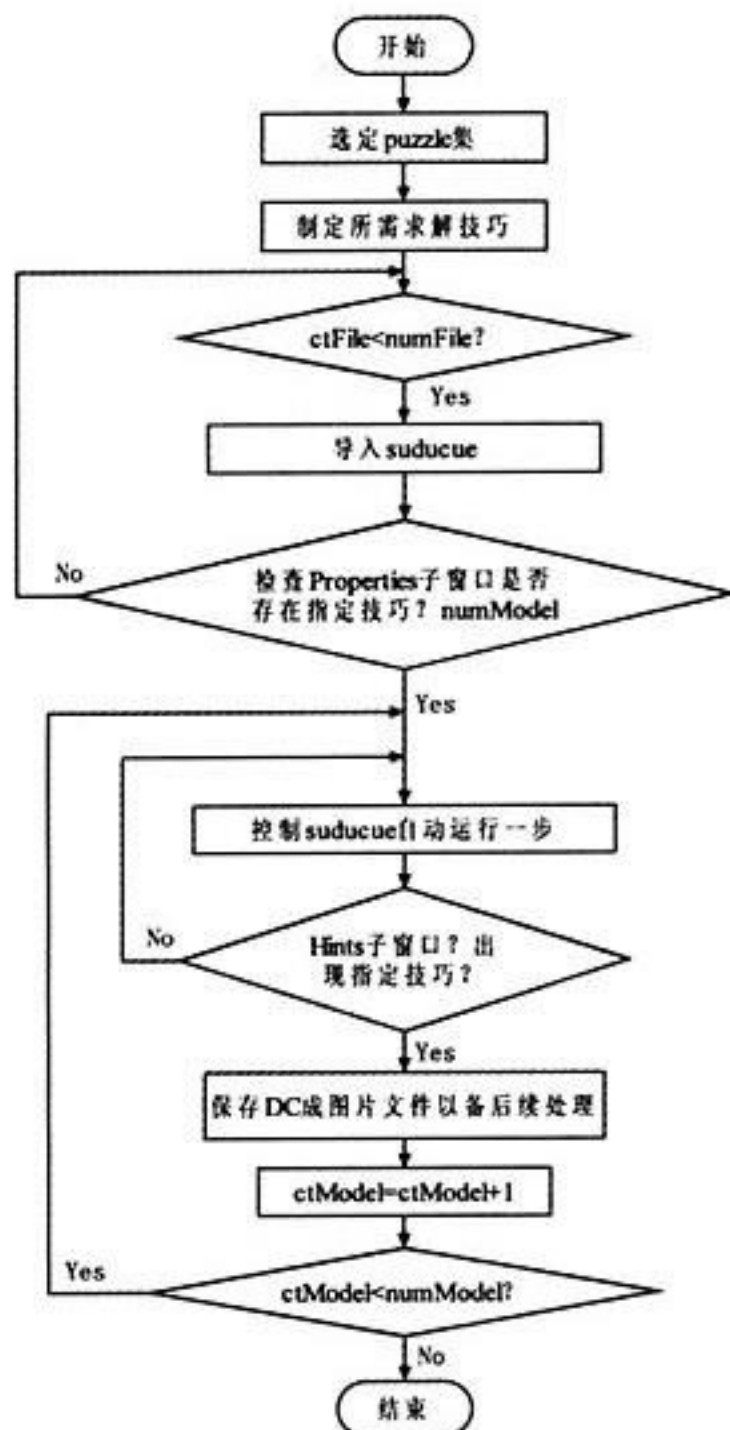 开始
选定puzzle集
制定所需求解技巧
ctFile<numFile?
Yes
导入suducue
No
检查Properties子窗口是否
存在指定技巧？numModel
Yes
控制suducue自动运行一步
No
Hints子窗口？出
现指定技巧？
Yes
保存DC成图片文件以备后续处理
ctModel=ctModel+1
Yes
ctModel<numModel?
No
结束